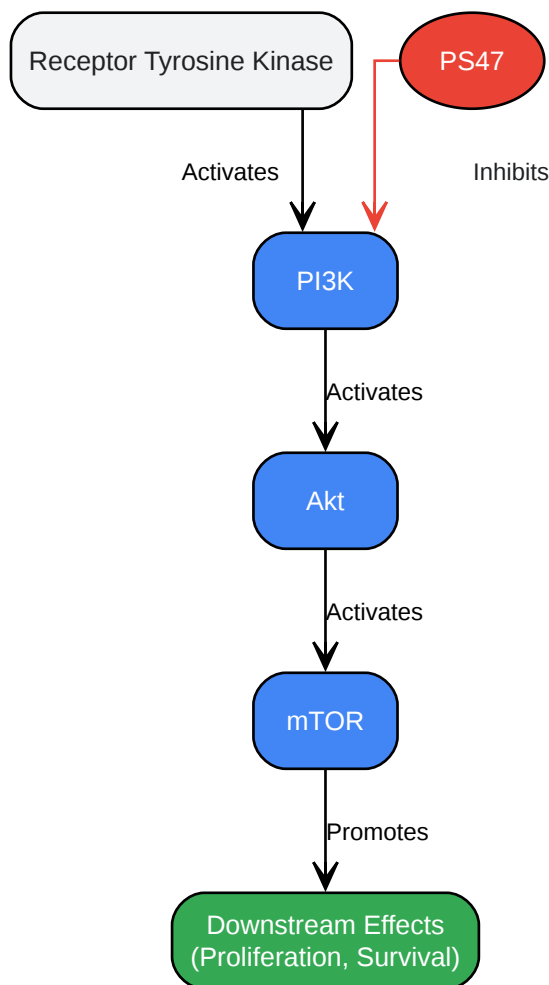 Receptor Tyrosine Kinase
PS47
Activates
Inhibits
PI3K
Activates
Akt
Activates
mTOR
Promotes
Downstream Effects
(Proliferation, Survival)